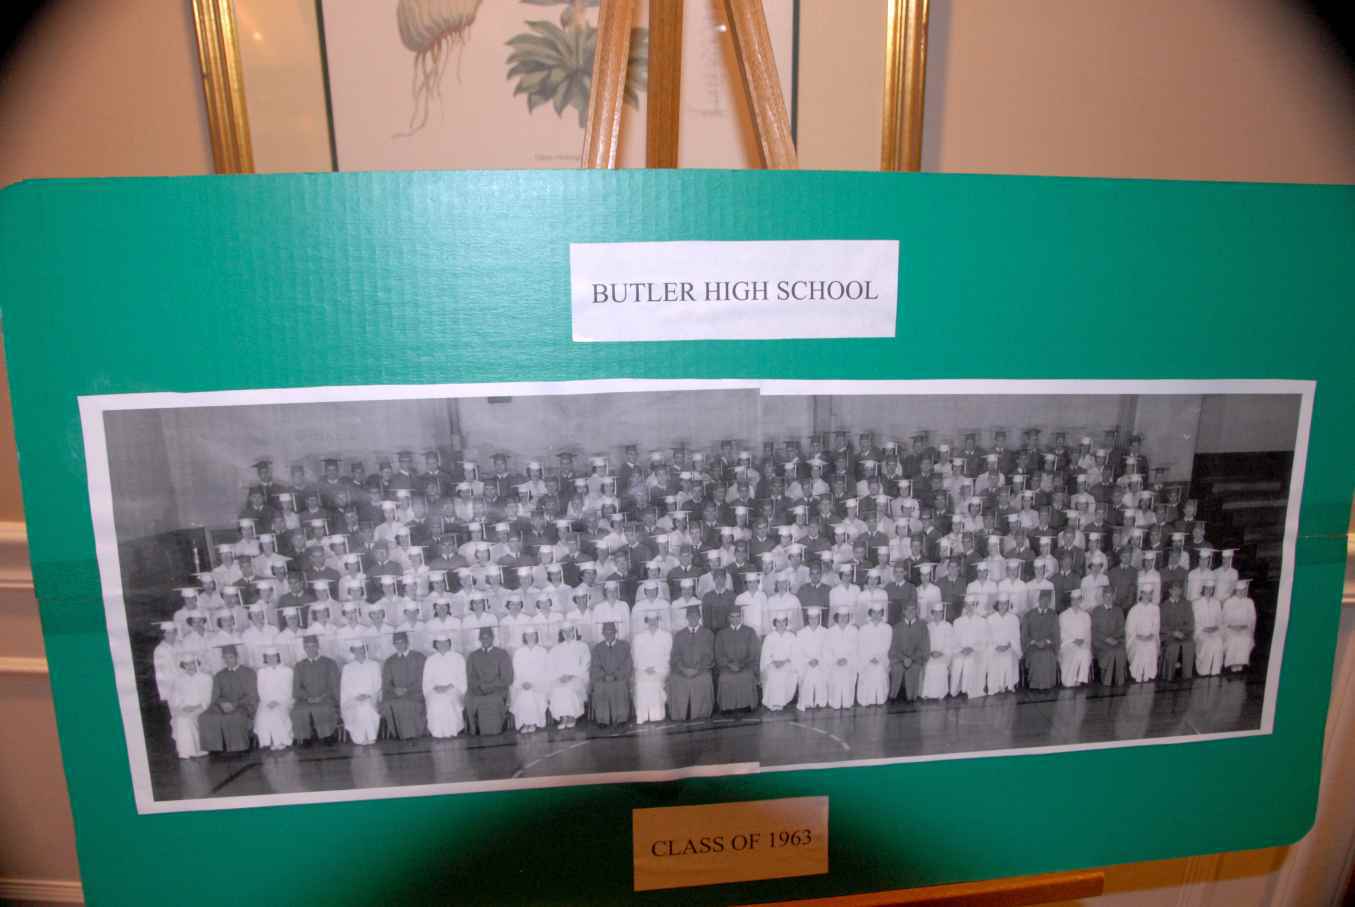 BUTLER HIGH SCHOOL
CLASS OF 1963